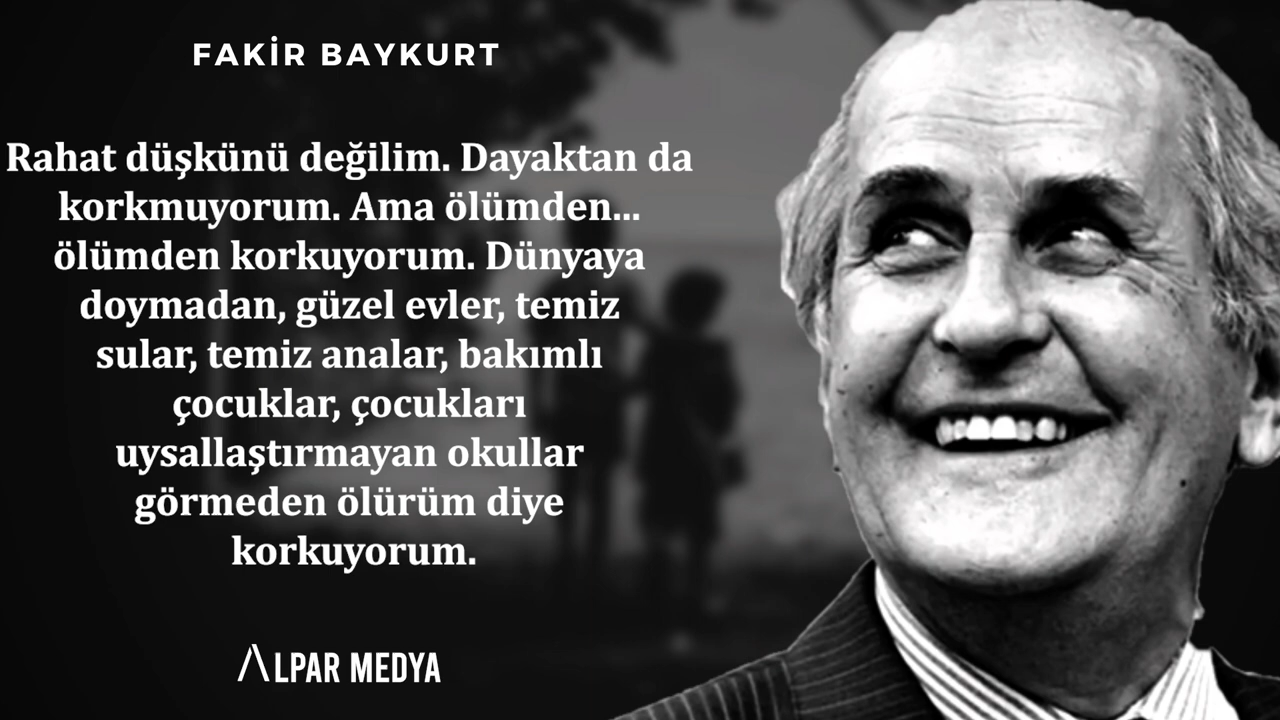 FAKİR BAYKURT
Rahat düşkünü değilim. Dayaktan da
korkmuyorum. Ama ölümden...
ölümden korkuyorum. Dünyaya
doymadan, güzel evler, temiz
sular, temiz analar, bakımlı
çocuklar, çocukları
uysallaştırmayan okullar
görmeden ölürüm diye
korkuyorum.
ALPAR MEDYA